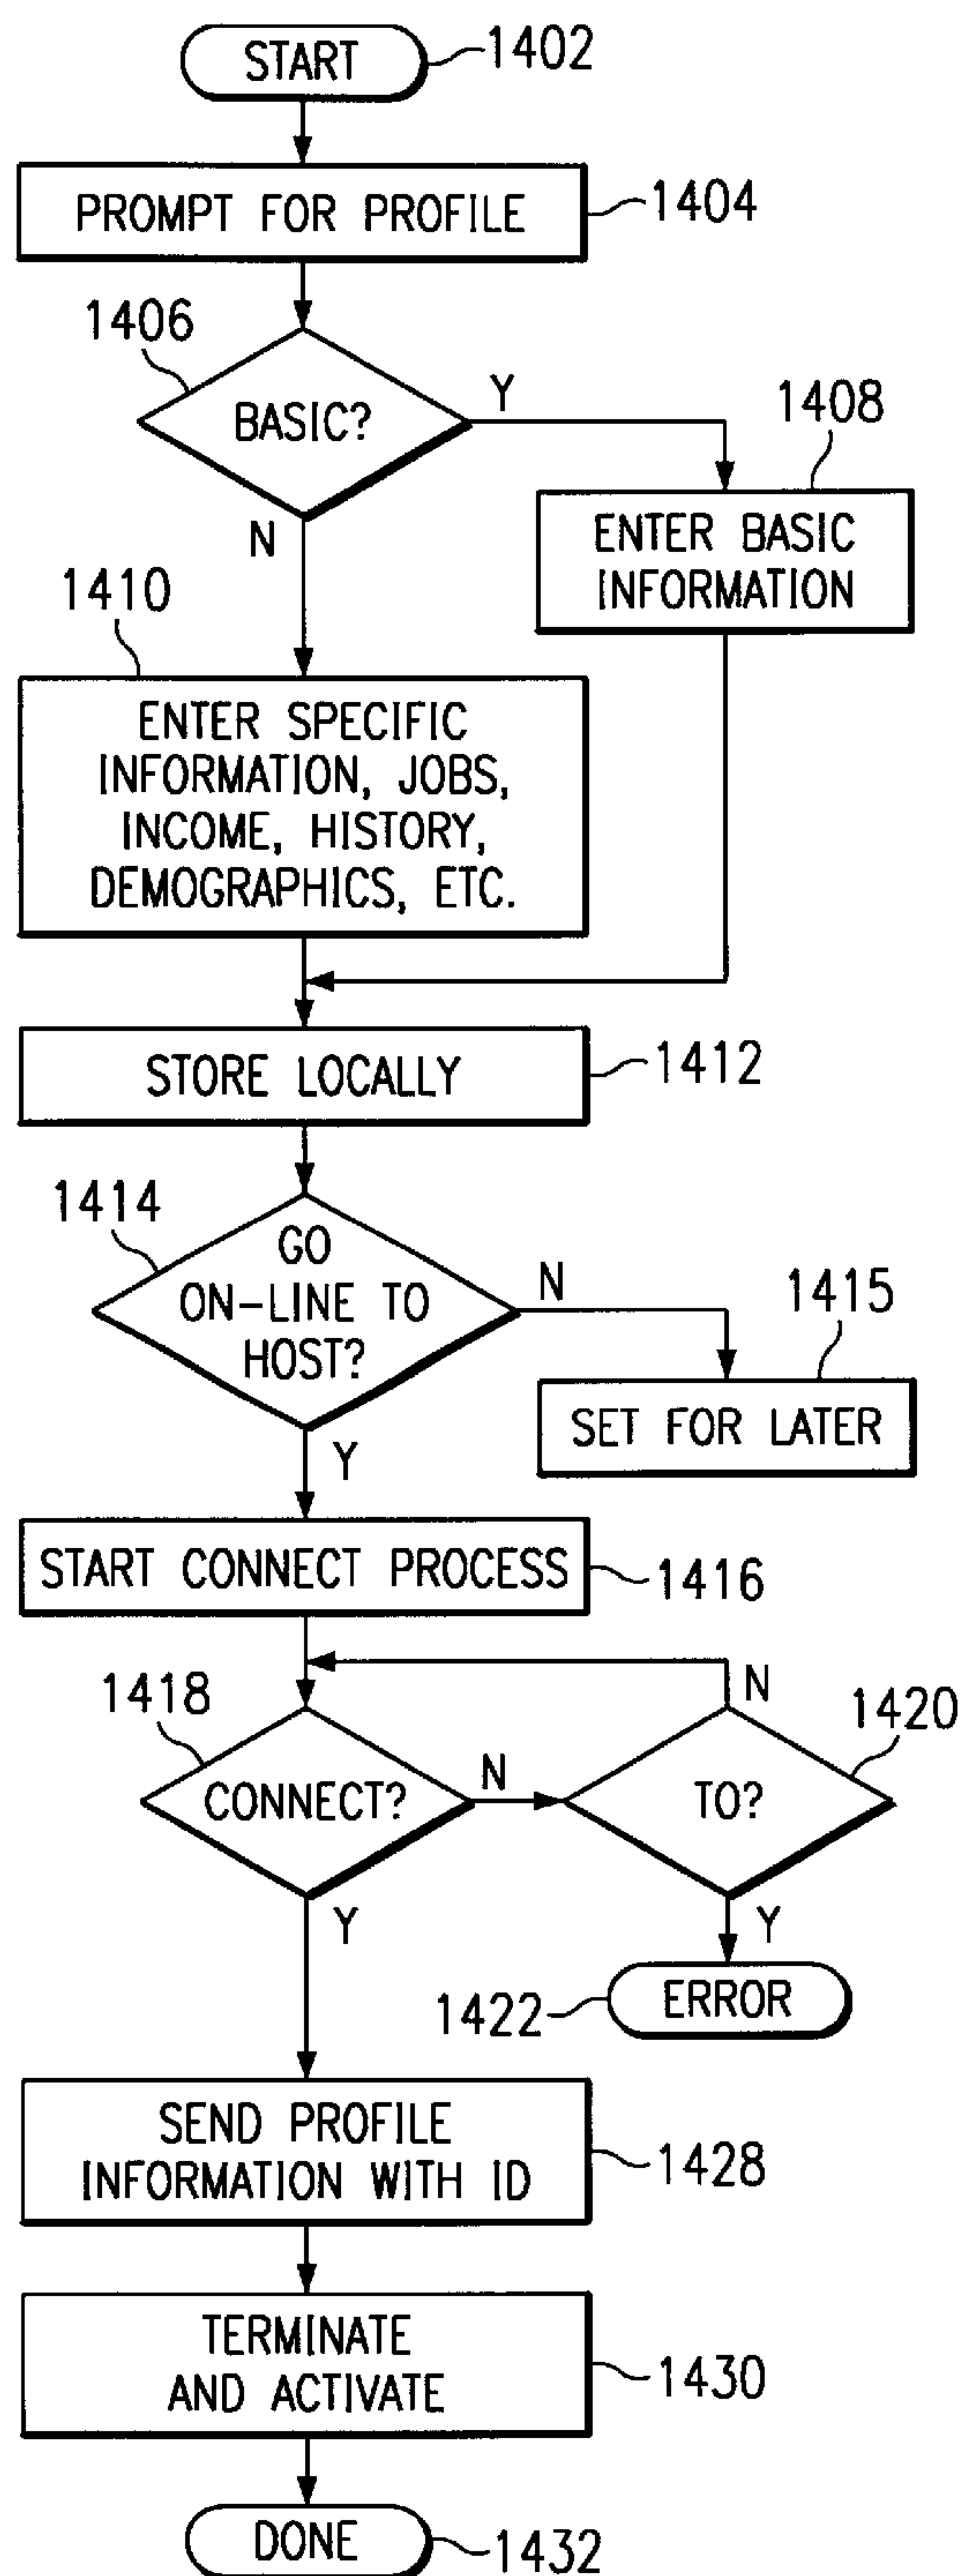 START
1402
PROMPT FOR PROFILE
1404
1406
BASIC?
Y
N
1408
ENTER BASIC
INFORMATION
1410
ENTER SPECIFIC
INFORMATION, JOBS,
INCOME, HISTORY,
DEMOGRAPHICS, ETC.
STORE LOCALLY
1412
1414
GO
ON-LINE TO
HOST?
N
Y
1415
SET FOR LATER
START CONNECT PROCESS
1416
1418
CONNECT?
N
Y
1420
TO?
N
Y
1422
ERROR
SEND PROFILE
INFORMATION WITH ID
1428
TERMINATE
AND ACTIVATE
1430
DONE
1432